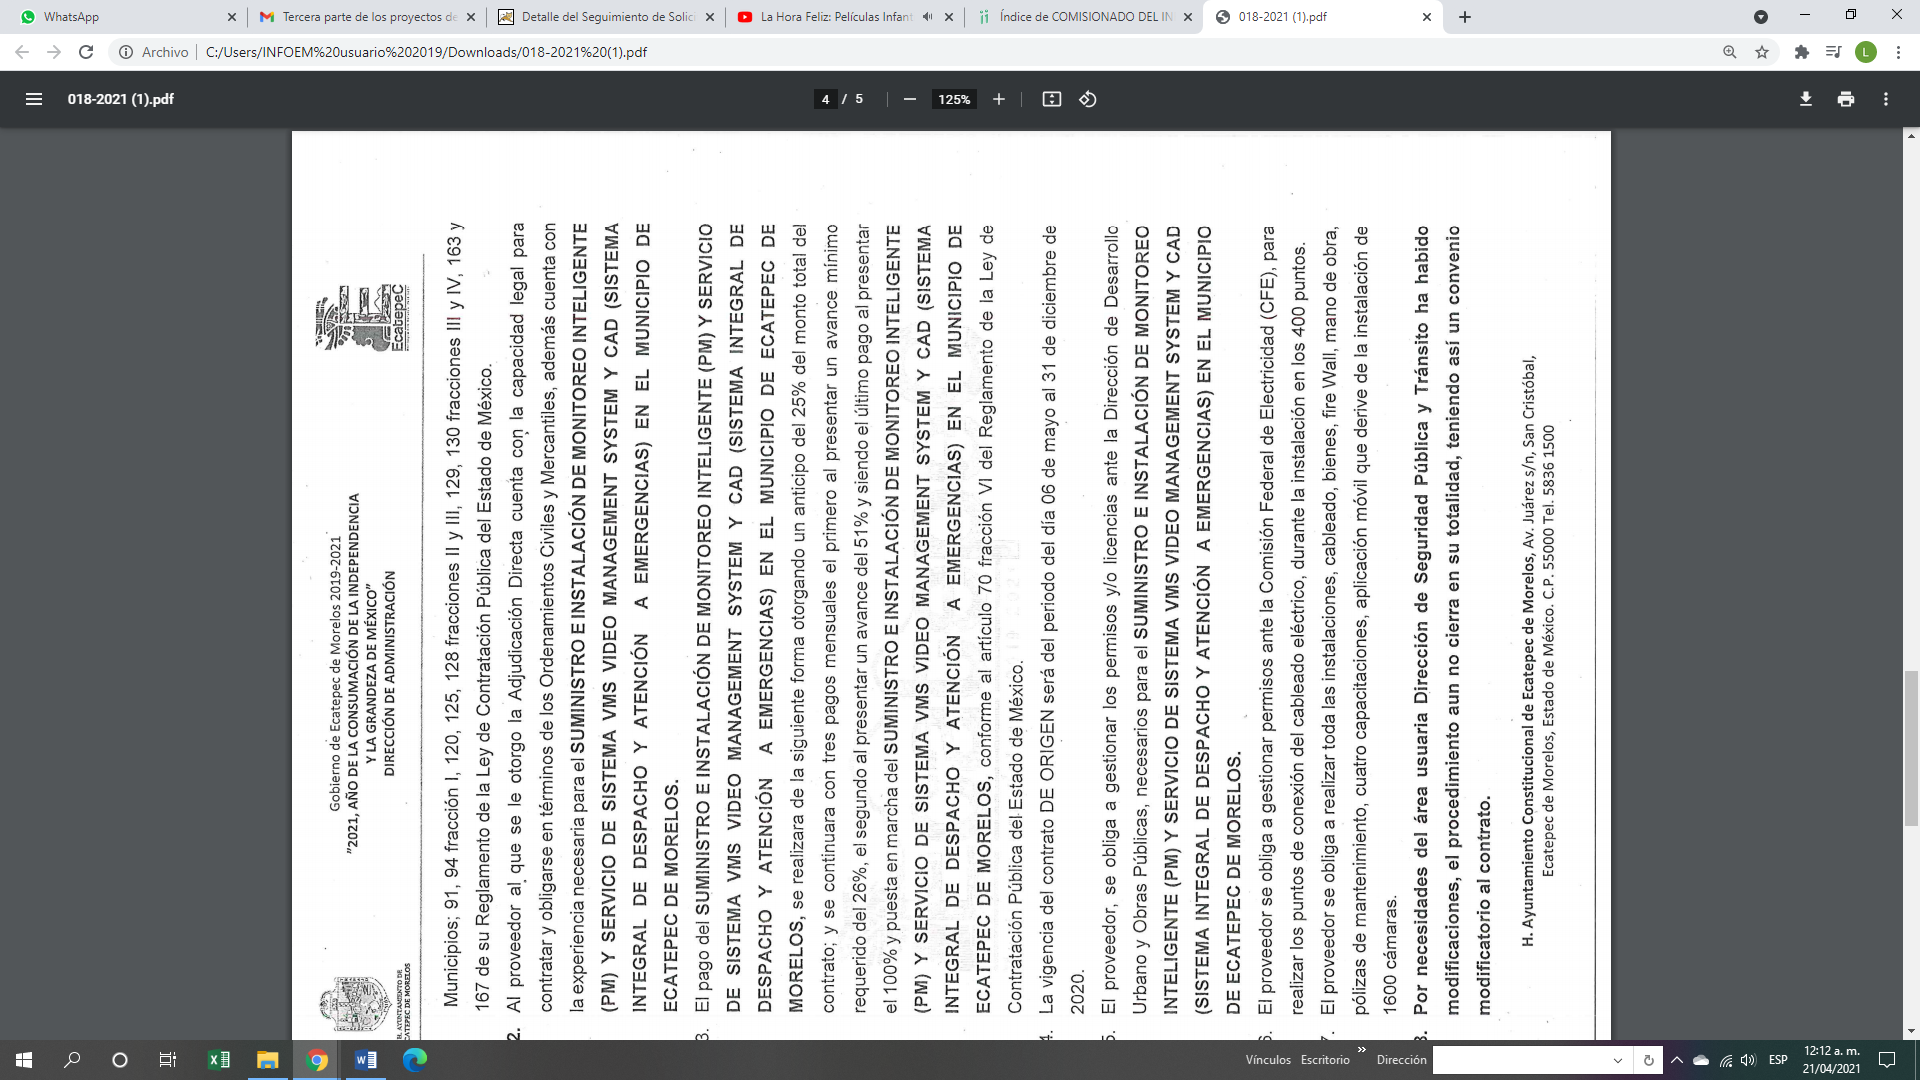 WhatsApp
Tercera parte de los proyectos de
Detalle del Seguimiento de Solici
La Hora Feliz: Películas Infant
Índice de COMISIONADO DEL IN
018-2021 (1).pdf
Archivo
C:/Users/INFOEM%20usuario%202019/Downloads/018-2021%20(1).pdf
L
018-2021 (1).pdf
4 / 5
125%
Gobierno de Ecatepec de Morelos 2019-2021
"2021, AÑO DE LA CONSUMACIÓN DE LA INDEPENDENCIA
Y LA GRANDEZA DE MÉXICO"
DIRECCIÓN DE ADMINISTRACIÓN
Ecatepec
H. AYUNTAMIENTO DE
ECATEPEC DE MORELOS
Municipios; 91, 94 fracción I, 120, 125, 128 fracciones II y III, 129, 130 fracciones III y IV, 163 y
167 de su Reglamento de la Ley de Contratación Pública del Estado de México.
2. Al proveedor al que se le otorgo la Adjudicación Directa cuenta con la capacidad legal para
contratar y obligarse en términos de los Ordenamientos Civiles y Mercantiles, además cuenta con
la experiencia necesaria para el SUMINISTRO E INSTALACIÓN DE MONITOREO INTELIGENTE
(PM) Y SERVICIO DE SISTEMA VMS VIDEO MANAGEMENT SYSTEM Y CAD (SISTEMA
INTEGRAL DE DESPACHO Y ATENCIÓN A EMERGENCIAS) EN EL MUNICIPIO DE
ECATEPEC DE MORELOS.
3. El pago del SUMINISTRO E INSTALACIÓN DE MONITOREO INTELIGENTE (PM) Y SERVICIO
DE SISTEMA VMS VIDEO MANAGEMENT SYSTEM Y CAD (SISTEMA INTEGRAL DE
DESPACHO Y ATENCIÓN A EMERGENCIAS) EN EL MUNICIPIO DE ECATEPEC DE
MORELOS, se realizara de la siguiente forma otorgando un anticipo del 25% del monto total del
contrato; y se continuara con tres pagos mensuales el primero al presentar un avance mínimo
requerido del 26%, el segundo al presentar un avance del 51% y siendo el último pago al presentar
el 100% y puesta en marcha del SUMINISTRO E INSTALACIÓN DE MONITOREO INTELIGENTE
(PM) Y SERVICIO DE SISTEMA VMS VIDEO MANAGEMENT SYSTEM Y CAD (SISTEMA
INTEGRAL DE DESPACHO Y ATENCIÓN A EMERGENCIAS) EN EL MUNICIPIO DE
ECATEPEC DE MORELOS, conforme al artículo 70 fracción VI del Reglamento de la Ley de
Contratación Pública del Estado de México.
4. La vigencia del contrato DE ORIGEN será del periodo del día 06 de mayo al 31 de diciembre de
2020.
5. El proveedor, se obliga a gestionar los permisos y/o licencias ante la Dirección de Desarrollo
Urbano y Obras Públicas, necesarios para el SUMINISTRO E INSTALACIÓN DE MONITOREO
INTELIGENTE (PM) Y SERVICIO DE SISTEMA VMS VIDEO MANAGEMENT SYSTEM Y CAD
(SISTEMA INTEGRAL DE DESPACHO Y ATENCIÓN A EMERGENCIAS) EN EL MUNICIPIO
DE ECATEPEC DE MORELOS.
6. El proveedor se obliga a gestionar permisos ante la Comisión Federal de Electricidad (CFE), para
realizar los puntos de conexión del cableado eléctrico, durante la instalación en los 400 puntos.
7. El proveedor se obliga a realizar toda las instalaciones, cableado, bienes, fire Wall, mano de obra,
pólizas de mantenimiento, cuatro capacitaciones, aplicación móvil que derive de la instalación de
1600 cámaras.
8. Por necesidades del área usuaria Dirección de Seguridad Pública y Tránsito ha habido
modificaciones, el procedimiento aun no cierra en su totalidad, teniendo así un convenio
modificatorio al contrato.
H. Ayuntamiento Constitucional de Ecatepec de Morelos, Av. Juárez s/n, San Cristóbal,
Ecatepec de Morelos, Estado de México. C.P. 55000 Tel. 5836 1500
Vínculos
Escritorio
»
Dirección
ESP
12:12 a. m.
21/04/2021